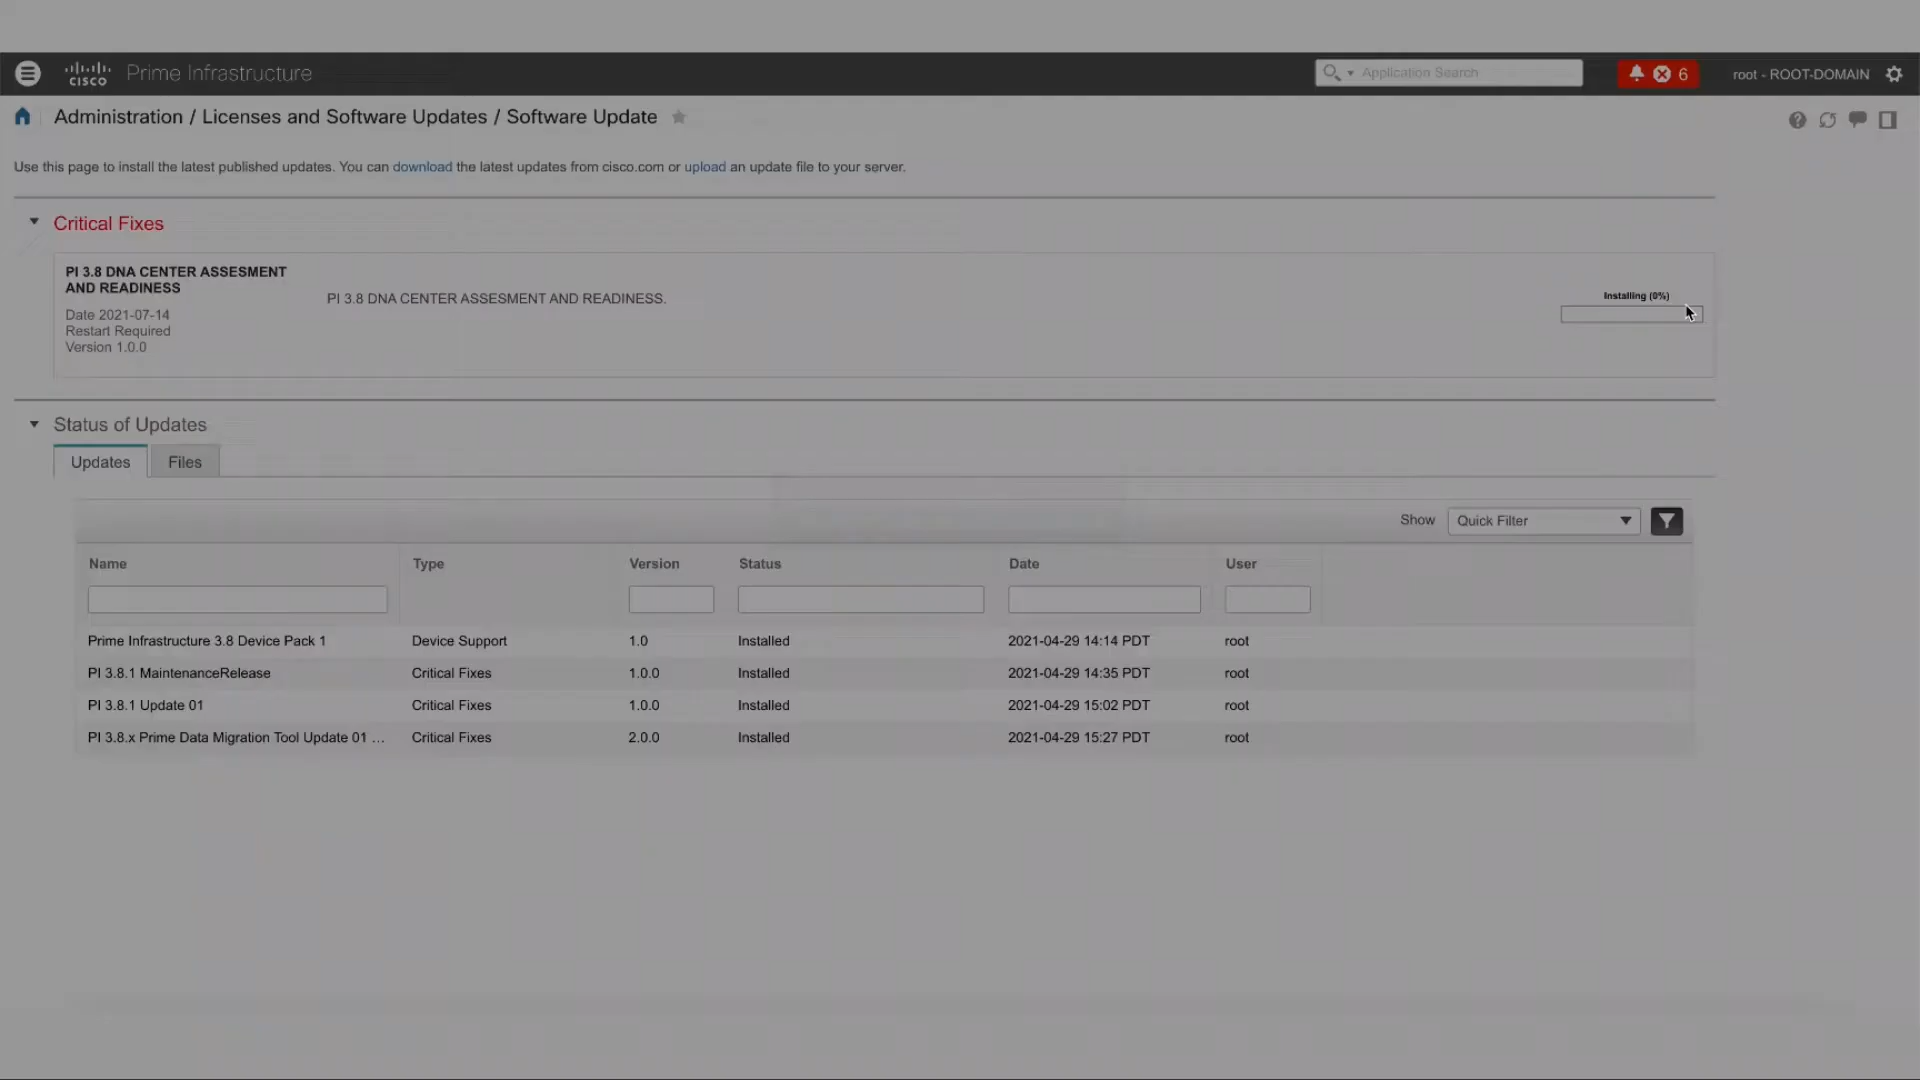 CISCO Prime Infrastructure Application Search 6 root - ROOT-DOMAIN
Administration / Licenses and Software Updates / Software Update
Use this page to install the latest published updates. You can download the latest updates from cisco.com or upload an update file to your server.
Critical Fixes
PI 3.8 DNA CENTER ASSESMENT
AND READINESS
PI 3.8 DNA CENTER ASSESMENT AND READINESS.
Installing (0%)
Date 2021-07-14
Restart Required
Version 1.0.0
Status of Updates
Updates Files
Show Quick Filter
Name Type Version Status Date User
Prime Infrastructure 3.8 Device Pack 1 Device Support 1.0 Installed 2021-04-29 14:14 PDT root
PI 3.8.1 MaintenanceRelease Critical Fixes 1.0.0 Installed 2021-04-29 14:35 PDT root
PI 3.8.1 Update 01 Critical Fixes 1.0.0 Installed 2021-04-29 15:02 PDT root
PI 3.8.x Prime Data Migration Tool Update 01 ... Critical Fixes 2.0.0 Installed 2021-04-29 15:27 PDT root